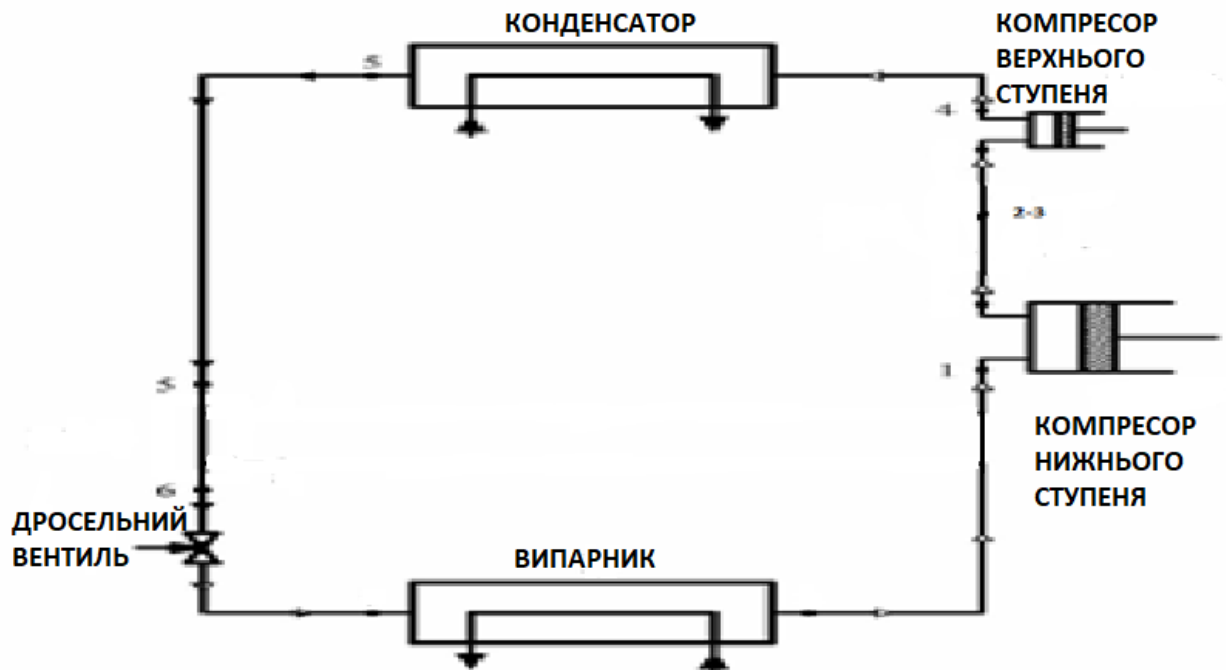 КОНДЕНСАТОР
КОМПРЕСОР
ВЕРХНЬОГО
СТУПЕНЯ
5
4
2-3
5
1
КОМПРЕСОР
НИЖНЬОГО
СТУПЕНЯ
6
ДРОСЕЛЬНИЙ
ВЕНТИЛЬ
ВИПАРНИК